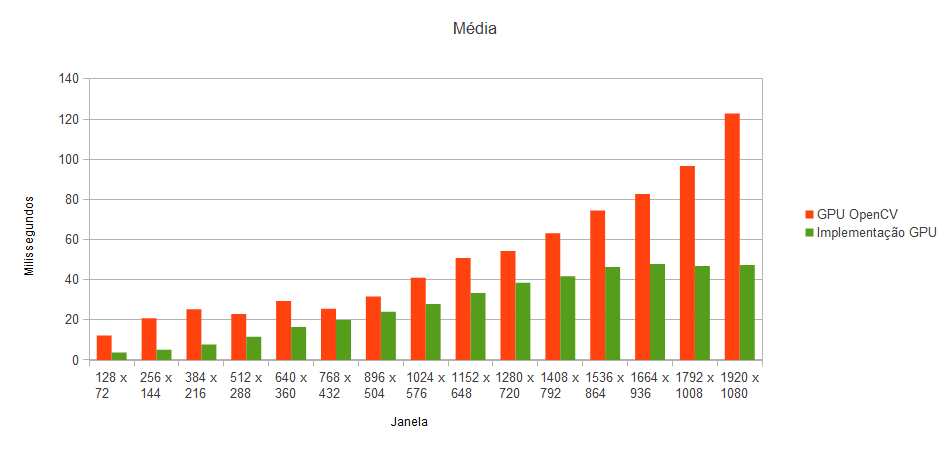 Média
140
120
100
80
60
40
20
0
Milissegundos
128 x
72
256 x
144
384 x
216
512 x
288
640 x
360
768 x
432
896 x
504
1024 x
576
1152 x
648
1280 x
720
1408 x
792
1536 x
864
1664 x
936
1792 x
1008
1920 x
1080
Janela
GPU OpenCV
Implementação GPU